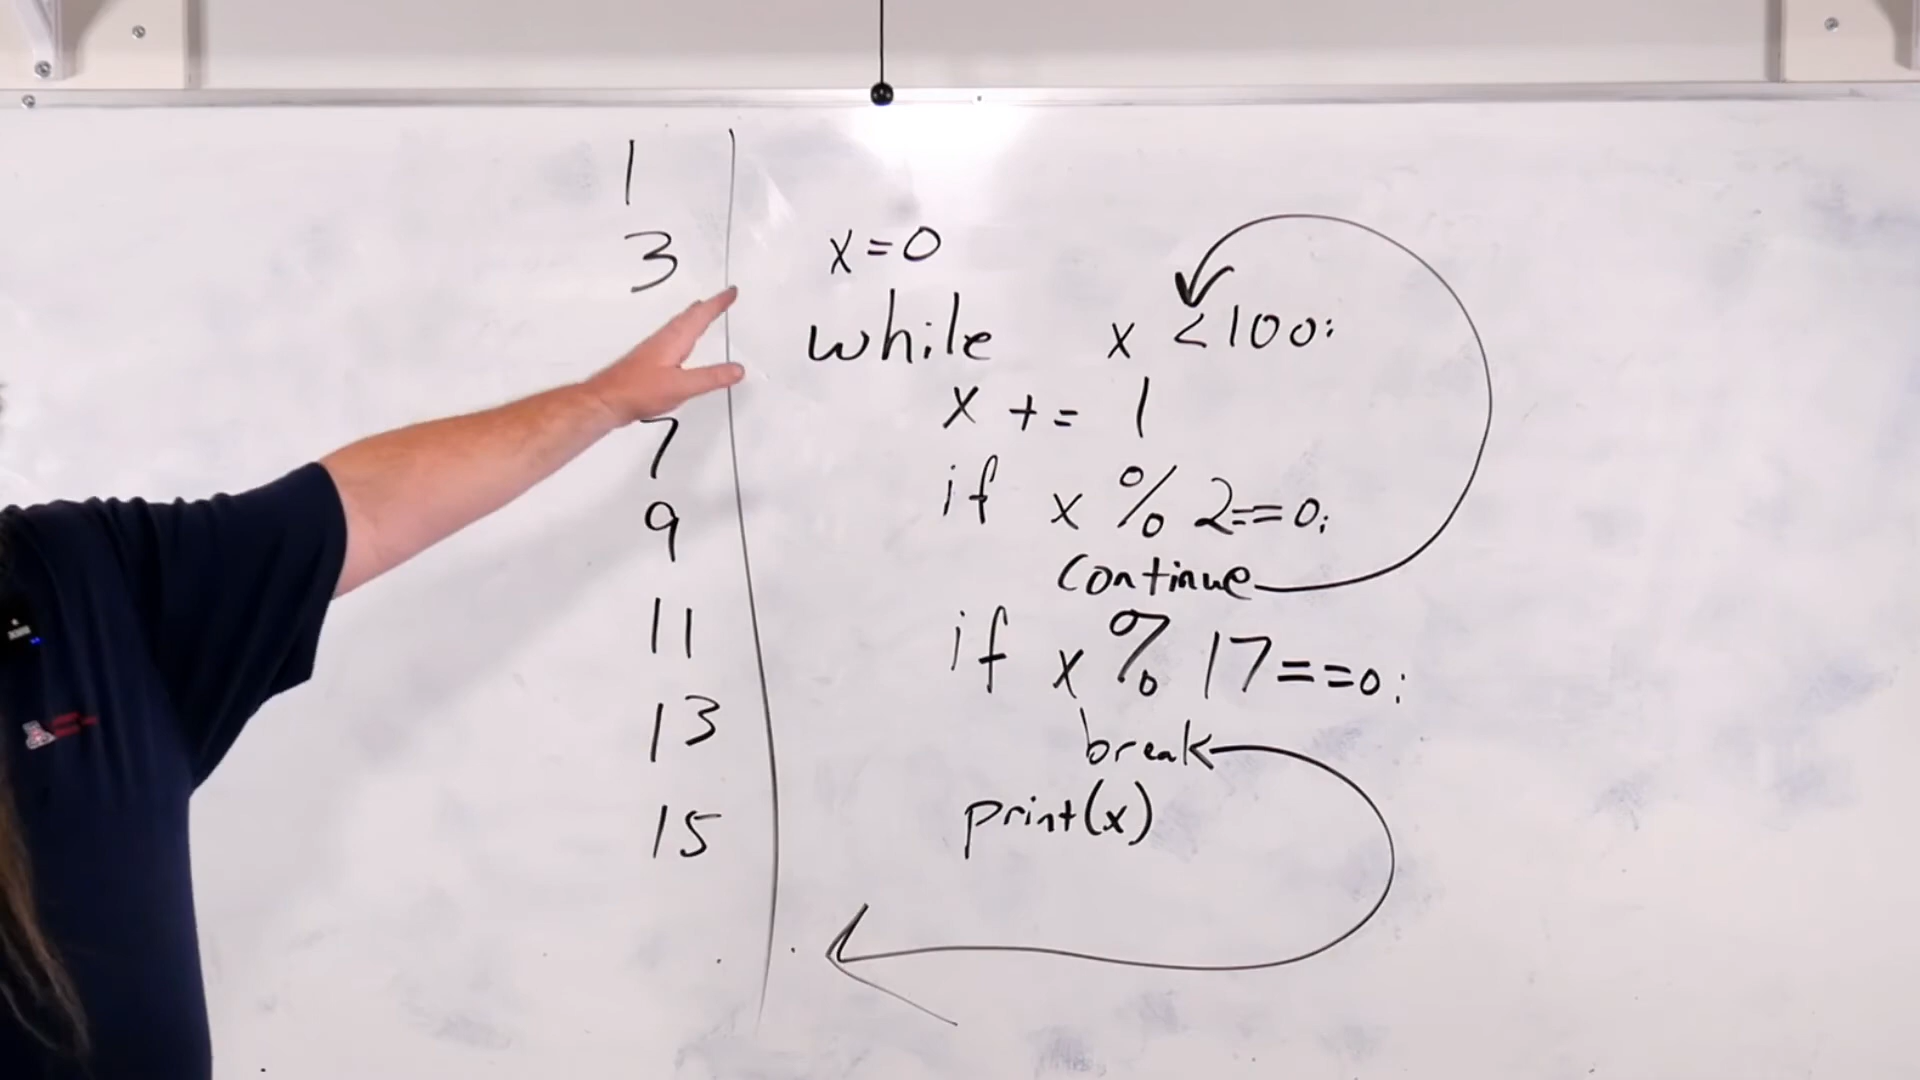 1
3
7
9
11
13
15
x=0
while x <100:
x += 1
if x % 2==0:
continue
if x % 17==0:
break
print(x)